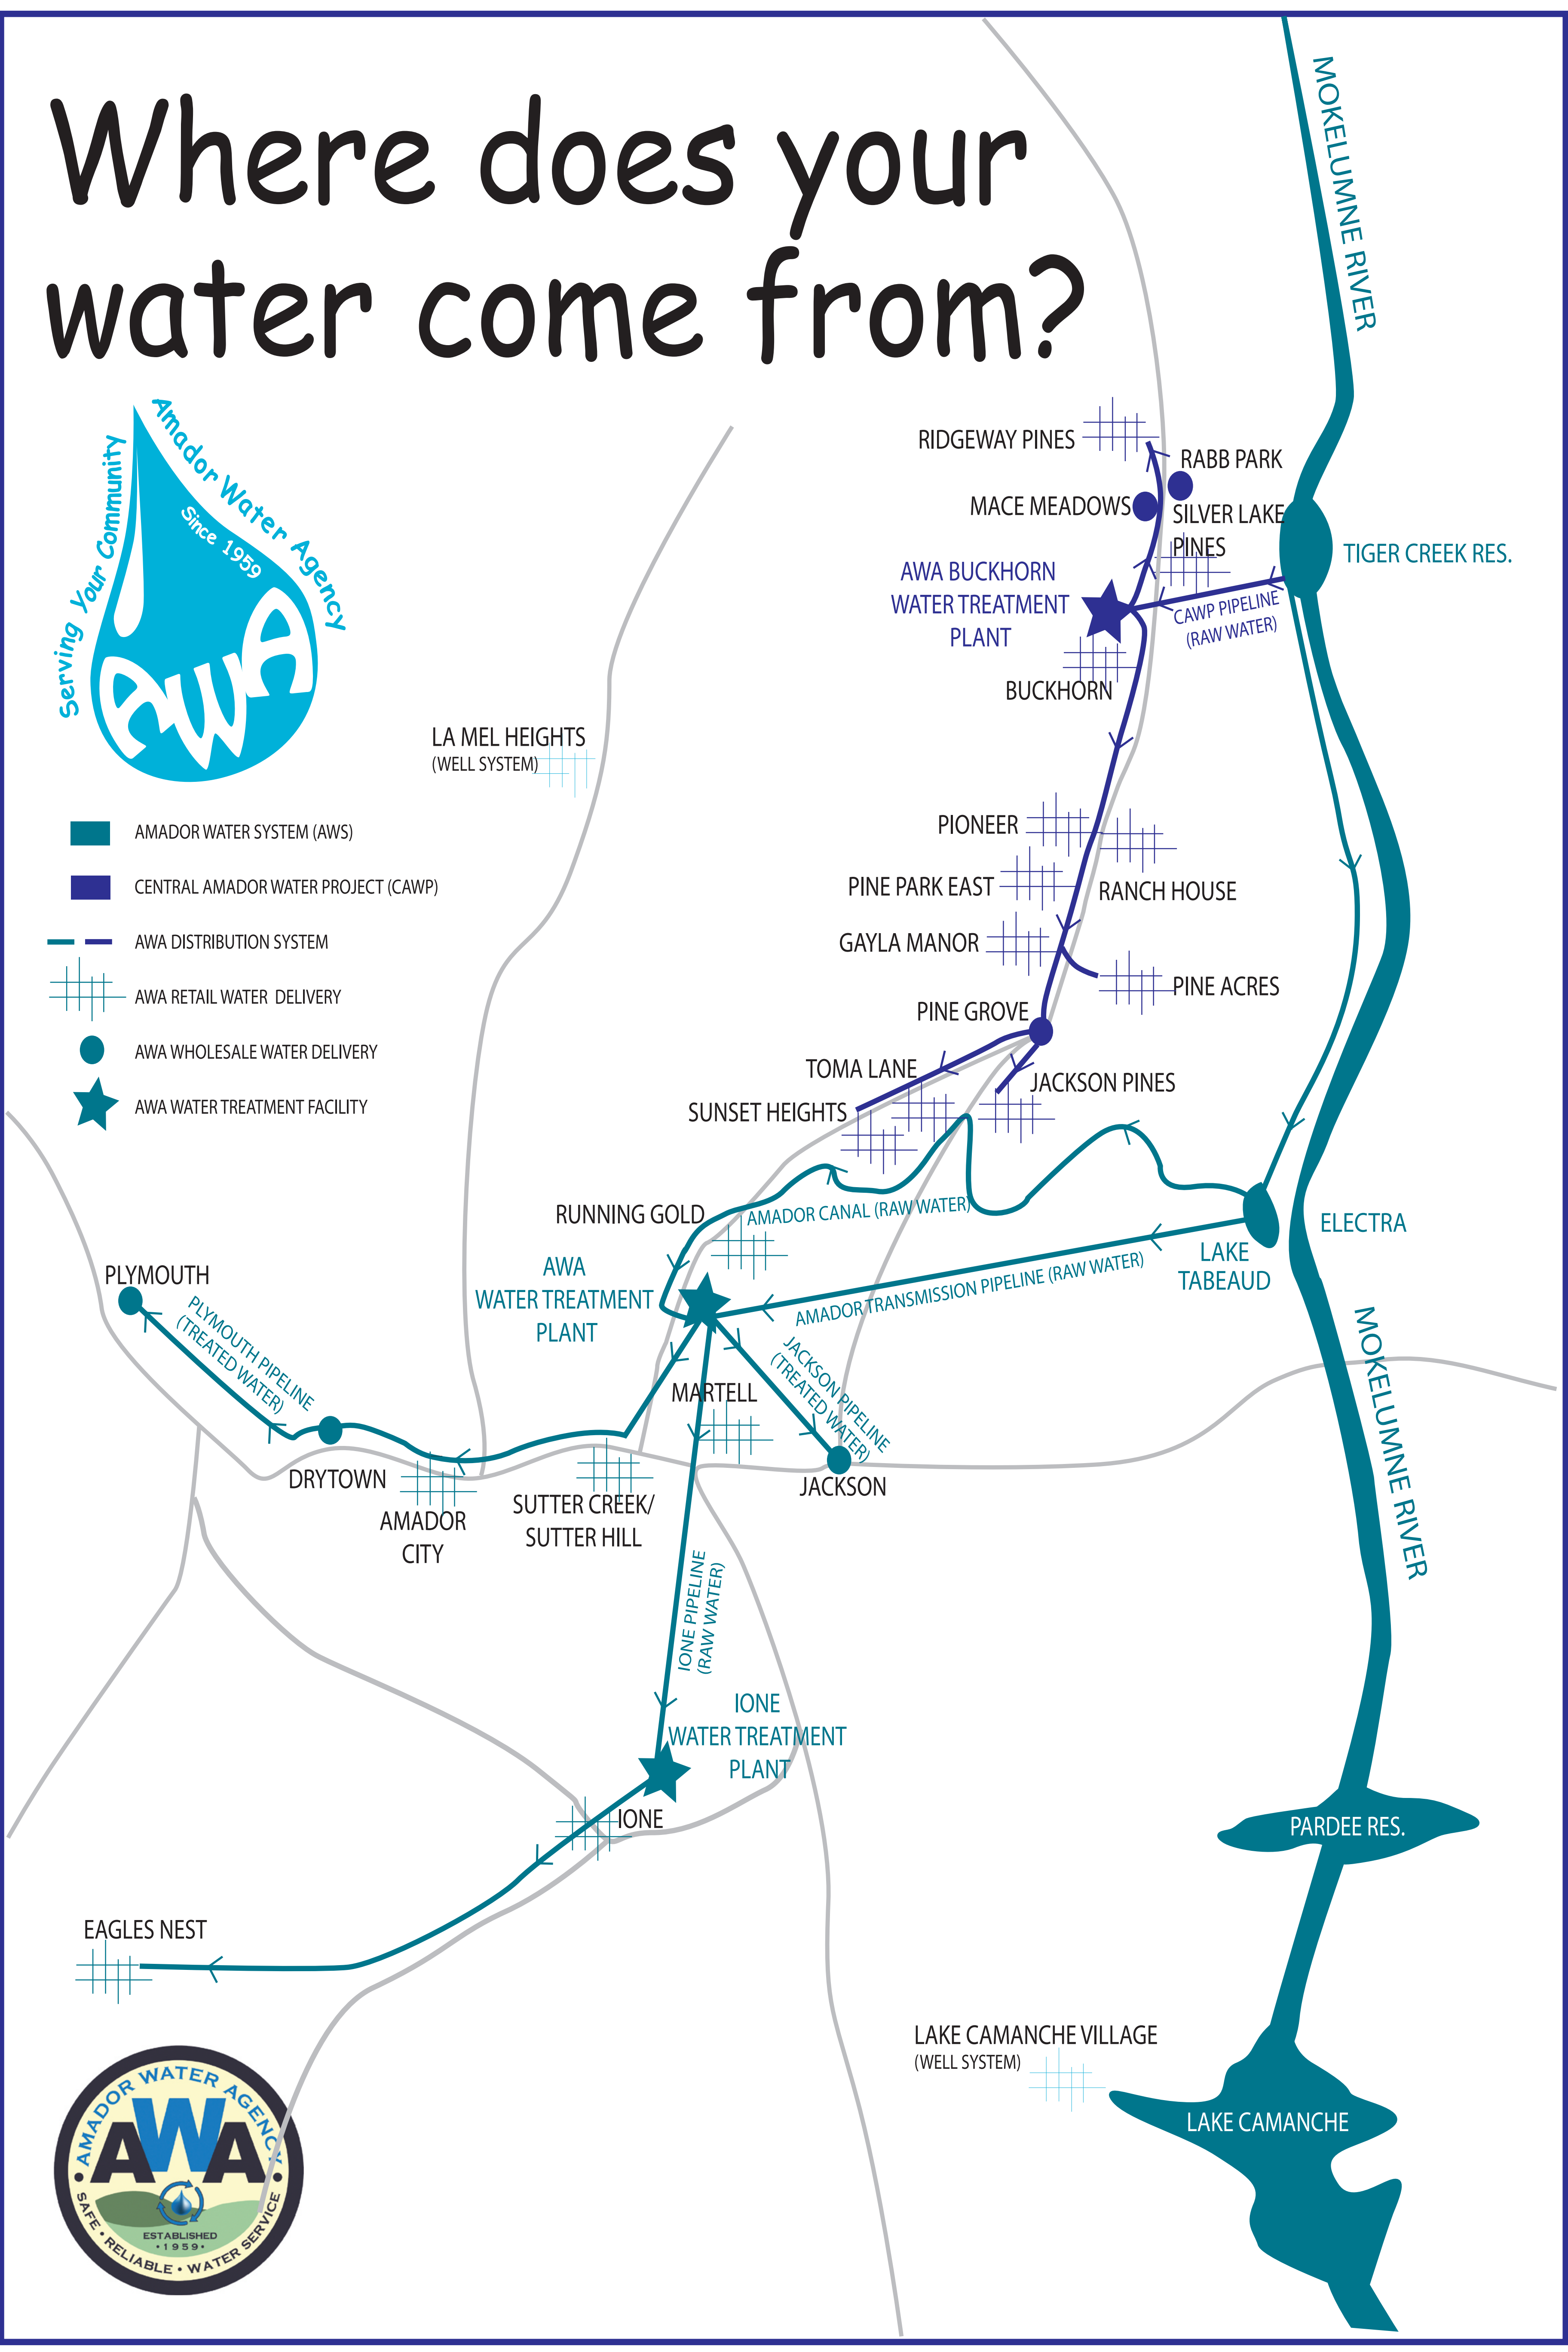 Where does your
water come from?
MOKELUMNE RIVER
Serving Your Community
Amador Water Agency
Since 1959
AWA
RIDGEWAY PINES
RABB PARK
MACE MEADOWS
SILVER LAKE
PINES
TIGER CREEK RES.
AWA BUCKHORN
WATER TREATMENT
PLANT
CAWP PIPELINE
(RAW WATER)
BUCKHORN
LA MEL HEIGHTS
(WELL SYSTEM)
AMADOR WATER SYSTEM (AWS)
CENTRAL AMADOR WATER PROJECT (CAWP)
AWA DISTRIBUTION SYSTEM
AWA RETAIL WATER DELIVERY
AWA WHOLESALE WATER DELIVERY
AWA WATER TREATMENT FACILITY
PIONEER
PINE PARK EAST
RANCH HOUSE
GAYLA MANOR
PINE ACRES
PINE GROVE
TOMA LANE
JACKSON PINES
SUNSET HEIGHTS
RUNNING GOLD
AMADOR CANAL (RAW WATER)
ELECTRA
LAKE
TABEAUD
AWA
WATER TREATMENT
PLANT
AMADOR TRANSMISSION PIPELINE (RAW WATER)
PLYMOUTH
PLYMOUTH PIPELINE
(TREATED WATER)
JACKSON PIPELINE
(TREATED WATER)
MARTELL
MOKELUMNE RIVER
DRYTOWN
AMADOR
CITY
SUTTER CREEK/
SUTTER HILL
JACKSON
IONE PIPELINE
(RAW WATER)
IONE
WATER TREATMENT
PLANT
IONE
PARDEE RES.
EAGLES NEST
LAKE CAMANCHE VILLAGE
(WELL SYSTEM)
LAKE CAMANCHE
AMADOR WATER AGENCY
AWA
ESTABLISHED
•1959•
SAFE • RELIABLE • WATER SERVICE